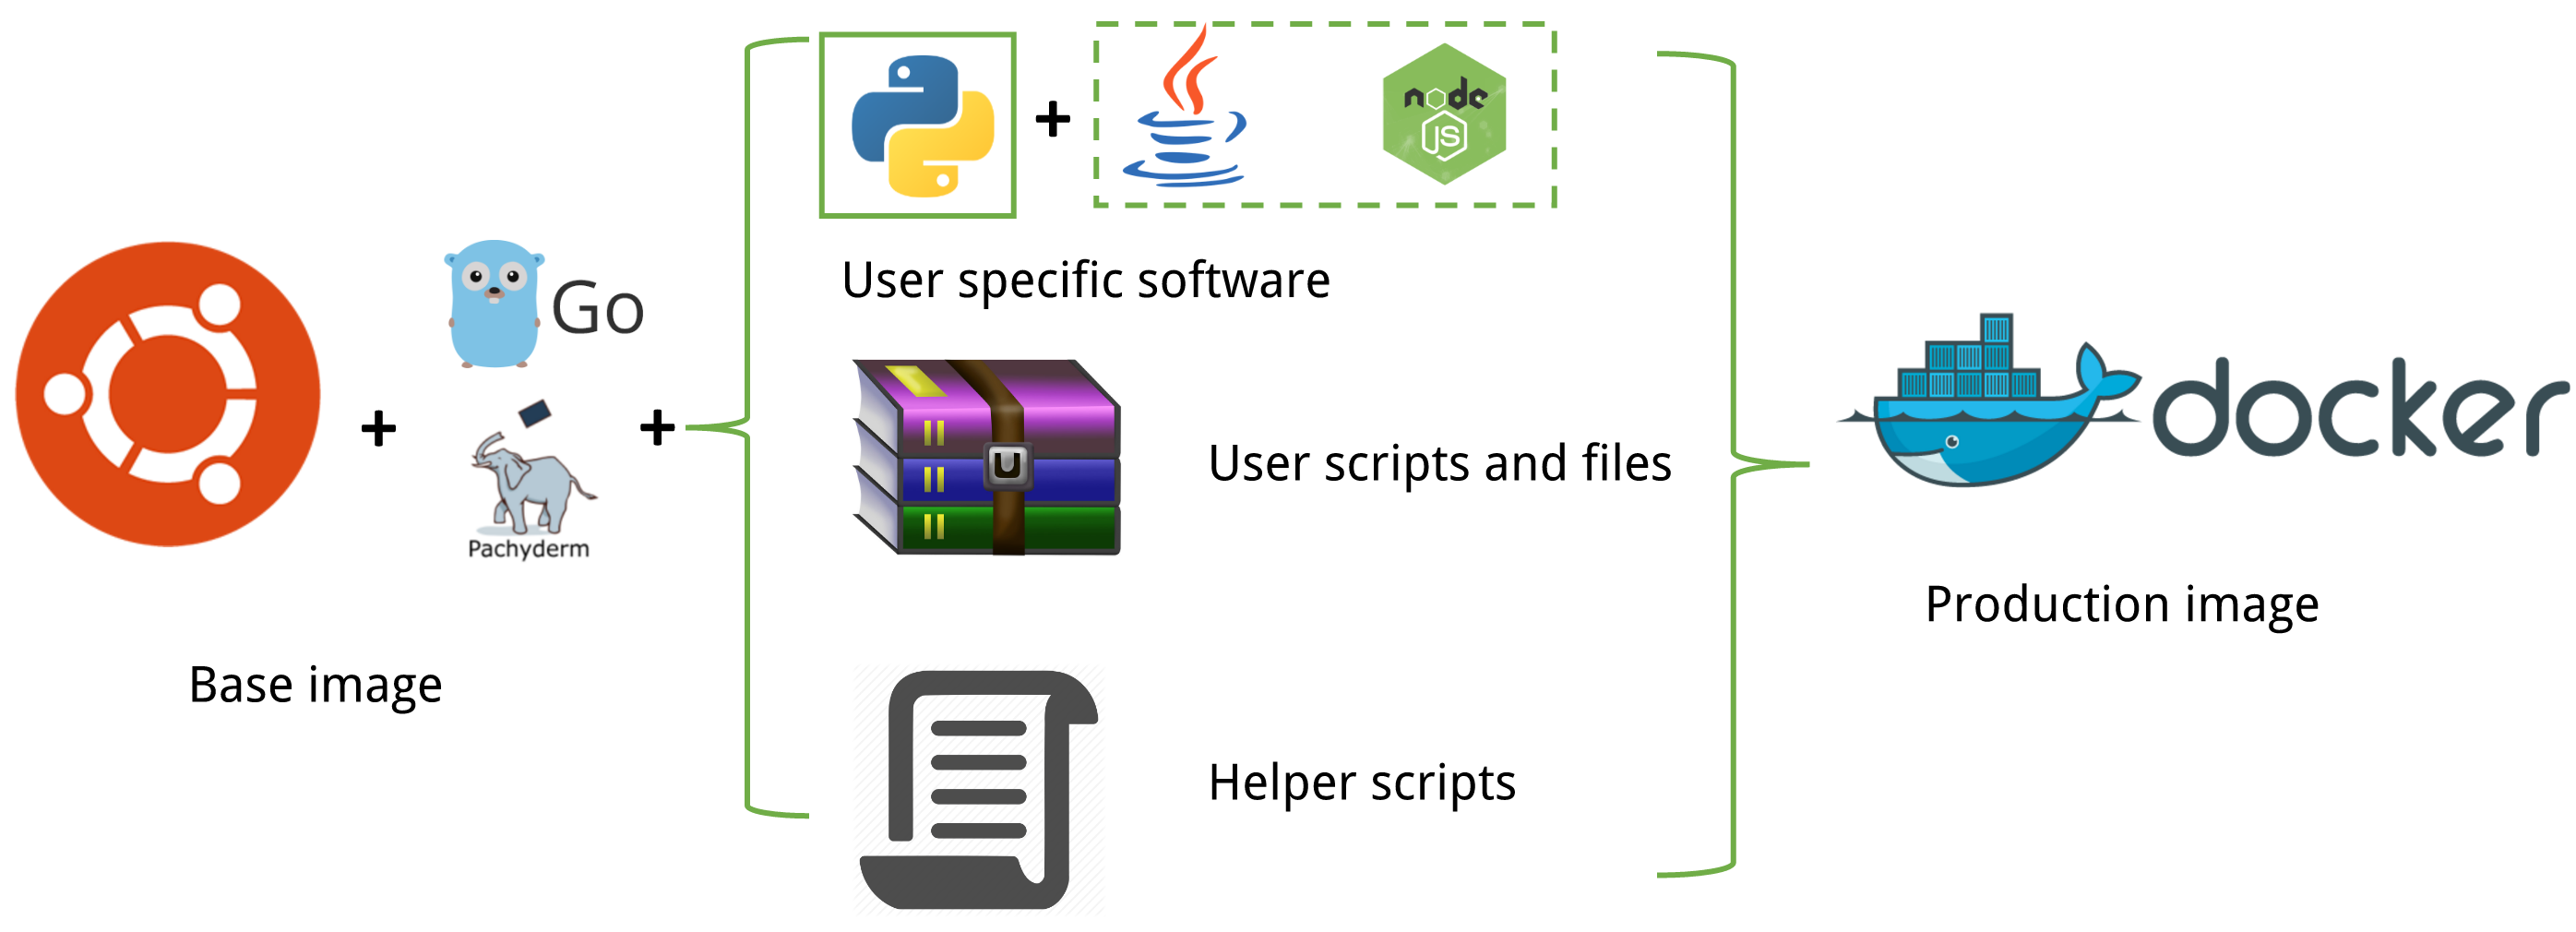 node
JS
Go
User specific software
U
User scripts and files
docker
Pachyderm
Production image
Base image
Helper scripts